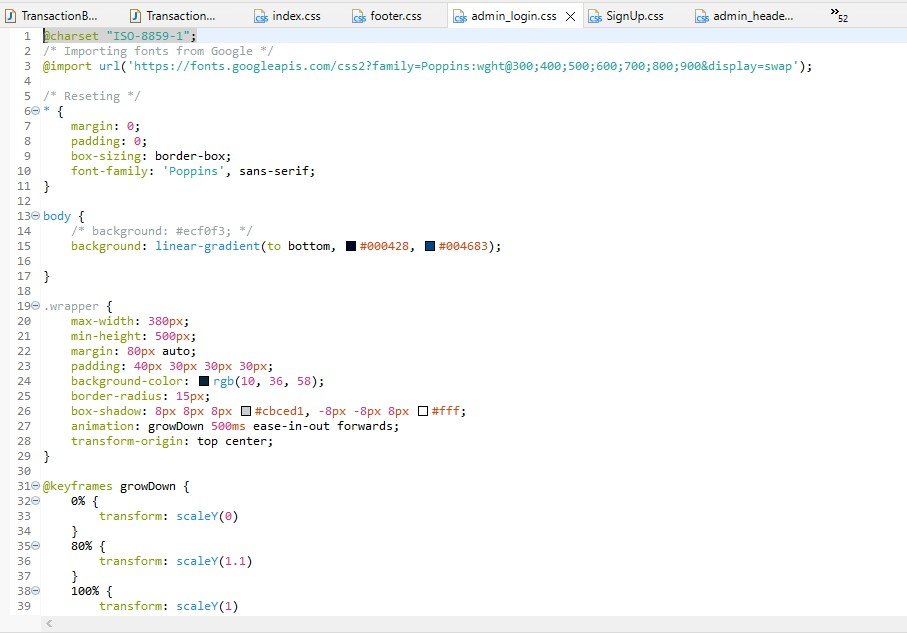 TransactionB... Transaction... index.css footer.css admin_login.css SignUp.css admin_heade... 52
1 @charset "ISO-8859-1";
2 /* Importing fonts from Google */
3 @import url('https://fonts.googleapis.com/css2?family=Poppins:wght@300;400;500;600;700;800;900&display=swap');
4
5 /* Reseting */
6 * {
7 margin: 0;
8 padding: 0;
9 box-sizing: border-box;
10 font-family: 'Poppins', sans-serif;
11 }
12
13 body {
14 /* background: #ecf0f3; */
15 background: linear-gradient(to bottom, #000428, #004683);
16
17 }
18
19 .wrapper {
20 max-width: 380px;
21 min-height: 500px;
22 margin: 80px auto;
23 padding: 40px 30px 30px 30px;
24 background-color: rgb(10, 36, 58);
25 border-radius: 15px;
26 box-shadow: 8px 8px 8px #cbced1, -8px -8px 8px #fff;
27 animation: growDown 500ms ease-in-out forwards;
28 transform-origin: top center;
29 }
30
31 @keyframes growDown {
32 0% {
33 transform: scaleY(0)
34 }
35 80% {
36 transform: scaleY(1.1)
37 }
38 100% {
39 transform: scaleY(1)